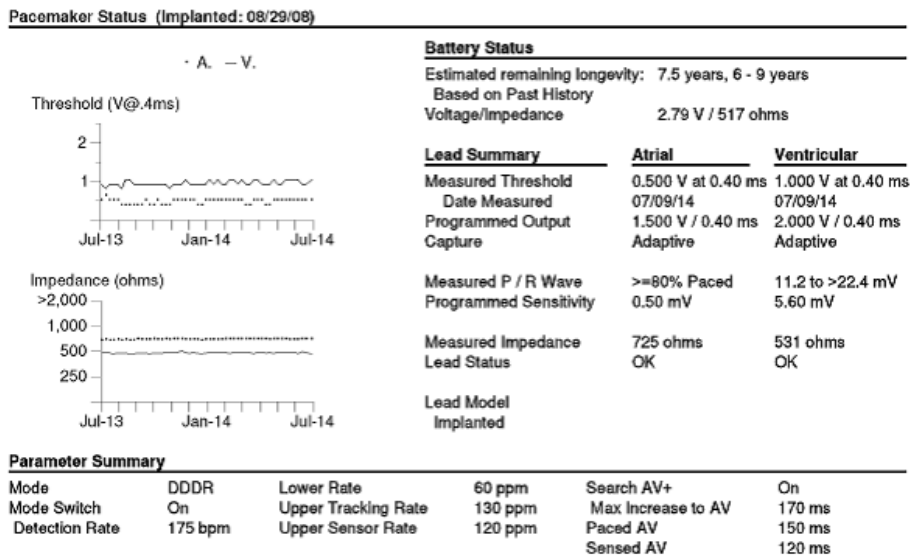 Pacemaker Status (Implanted: 08/29/08)
· A. – V.
Threshold (V@.4ms)
2
1
Jul-13 Jan-14 Jul-14
Impedance (ohms)
>2,000
1,000
500
250
Jul-13 Jan-14 Jul-14
Battery Status
Estimated remaining longevity: 7.5 years, 6 - 9 years
Based on Past History
Voltage/Impedance 2.79 V / 517 ohms
Lead Summary Atrial Ventricular
Measured Threshold 0.500 V at 0.40 ms 1.000 V at 0.40 ms
Date Measured 07/09/14 07/09/14
Programmed Output 1.500 V / 0.40 ms 2.000 V / 0.40 ms
Capture Adaptive Adaptive
Measured P / R Wave >=80% Paced 11.2 to >22.4 mV
Programmed Sensitivity 0.50 mV 5.60 mV
Measured Impedance 725 ohms 531 ohms
Lead Status OK OK
Lead Model
Implanted
Parameter Summary
Mode DDDR Lower Rate 60 ppm Search AV+ On
Mode Switch On Upper Tracking Rate 130 ppm Max Increase to AV 170 ms
Detection Rate 175 bpm Upper Sensor Rate 120 ppm Paced AV 150 ms
Sensed AV 120 ms